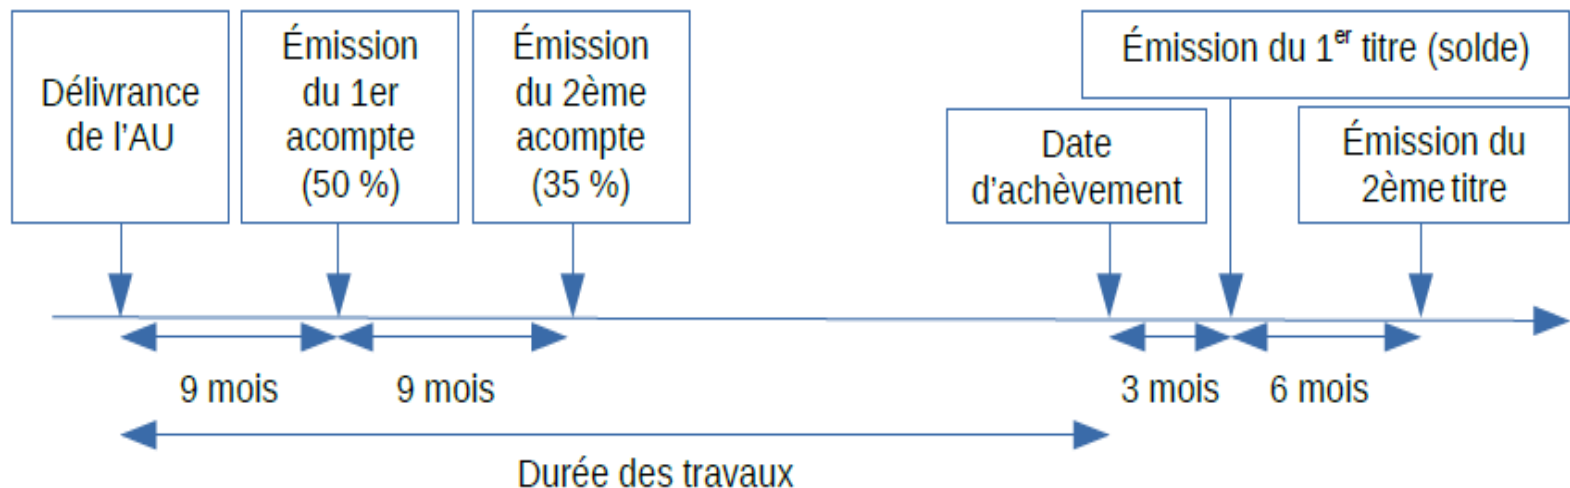 Délivrance
de l’AU
Émission
du 1er
acompte
(50 %)
Émission
du 2ème
acompte
(35 %)
Date
d’achèvement
Émission du 1er titre (solde)
Émission du
2ème titre
9 mois
9 mois
3 mois
6 mois
Durée des travaux